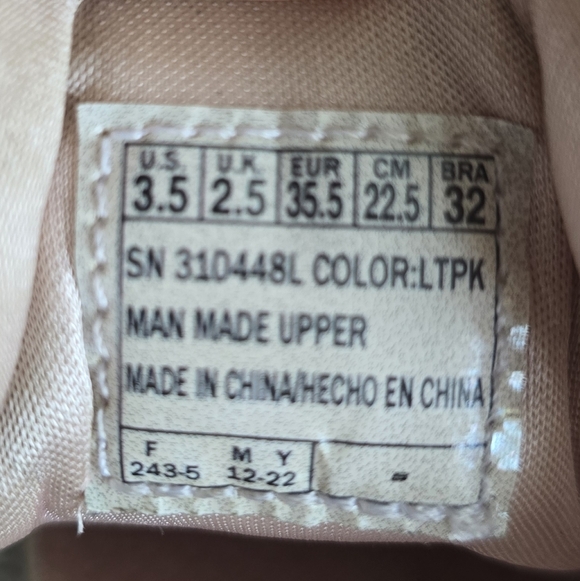 U.S. U.K. EUR CM BRA
3.5 2.5 35.5 22.5 32
SN 310448L COLOR:LTPK
MAN MADE UPPER
MADE IN CHINA/HECHO EN CHINA
F M Y
243-5 12-22